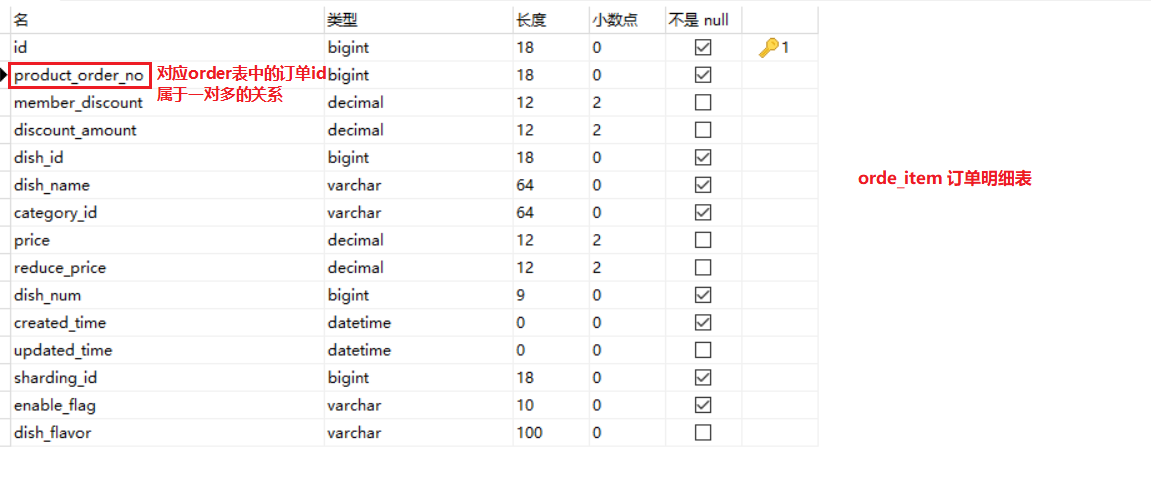 名 类型 长度 小数点 不是 null
id bigint 18 0 1
product_order_no bigint 18 0
对应order表中的订单id
属于一对多的关系
member_discount decimal 12 2
discount_amount decimal 12 2
dish_id bigint 18 0
orde_item 订单明细表
dish_name varchar 64 0
category_id varchar 64 0
price decimal 12 2
reduce_price decimal 12 2
dish_num bigint 9 0
created_time datetime 0 0
updated_time datetime 0 0
sharding_id bigint 18 0
enable_flag varchar 10 0
dish_flavor varchar 100 0